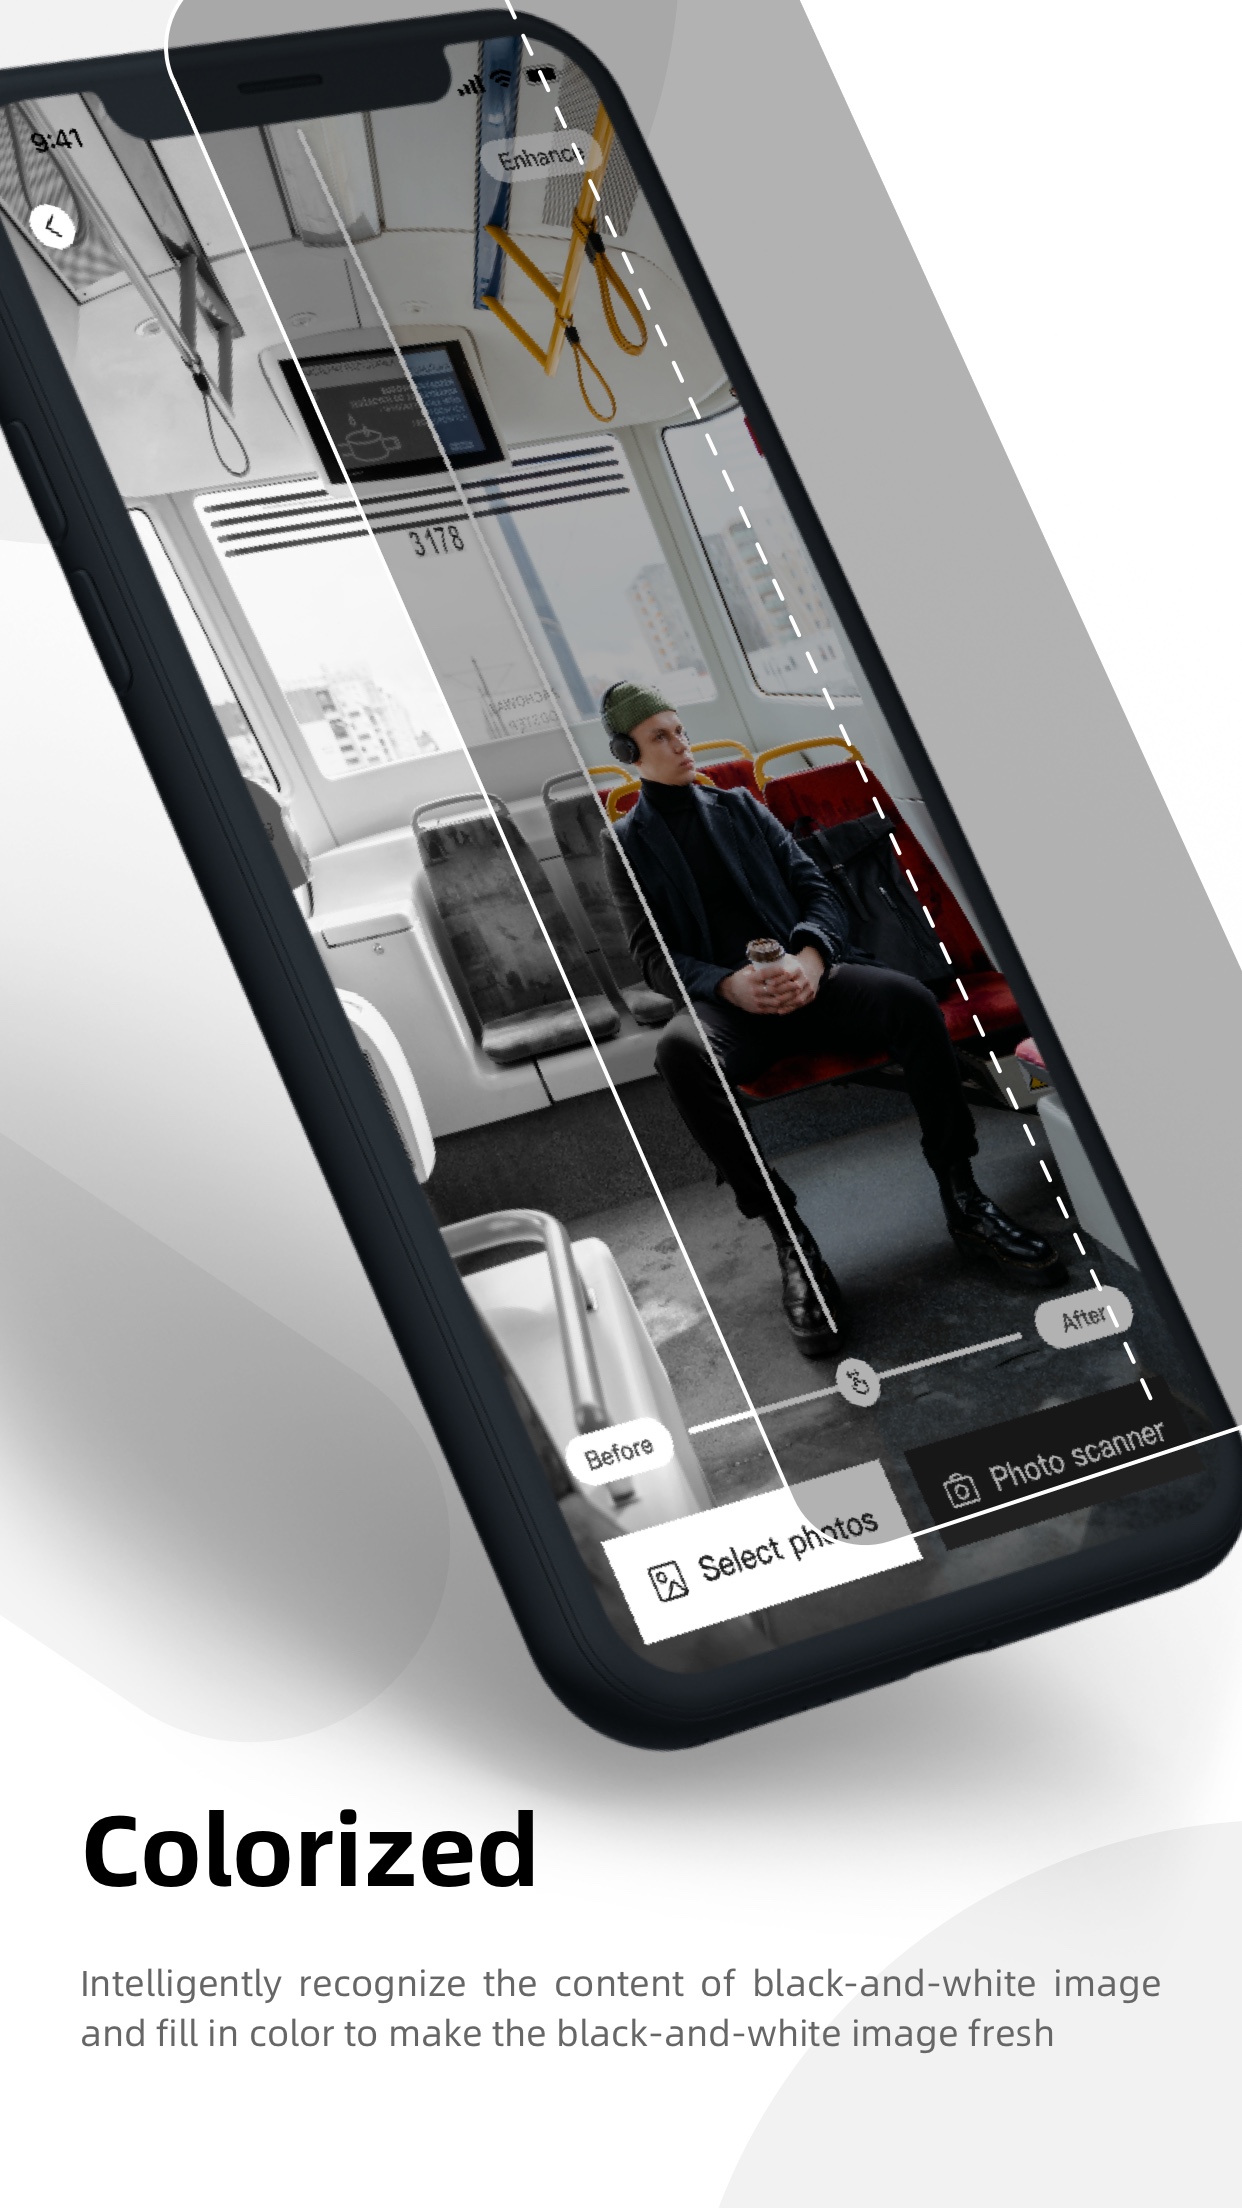 9:41
Enhance
3178
Before
After
Select photos
Photo scanner
Colorized
Intelligently recognize the content of black-and-white image
and fill in color to make the black-and-white image fresh